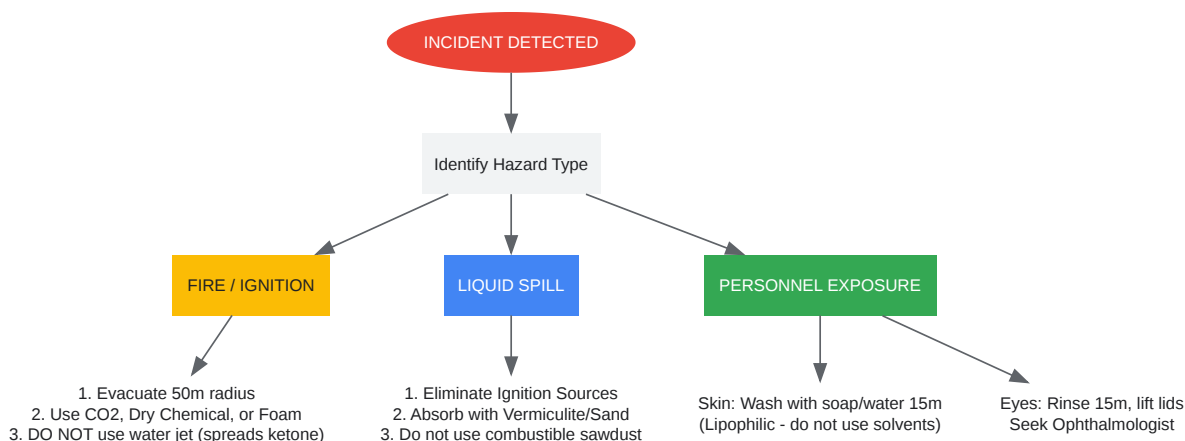 INCIDENT DETECTED
Identify Hazard Type
FIRE / IGNITION
LIQUID SPILL
PERSONNEL EXPOSURE
1. Evacuate 50m radius
2. Use CO2, Dry Chemical, or Foam
3. DO NOT use water jet (spreads ketone)
1. Eliminate Ignition Sources
2. Absorb with Vermiculite/Sand
3. Do not use combustible sawdust
Skin: Wash with soap/water 15m
(Lipophilic - do not use solvents)
Eyes: Rinse 15m, lift lids
Seek Ophthalmologist